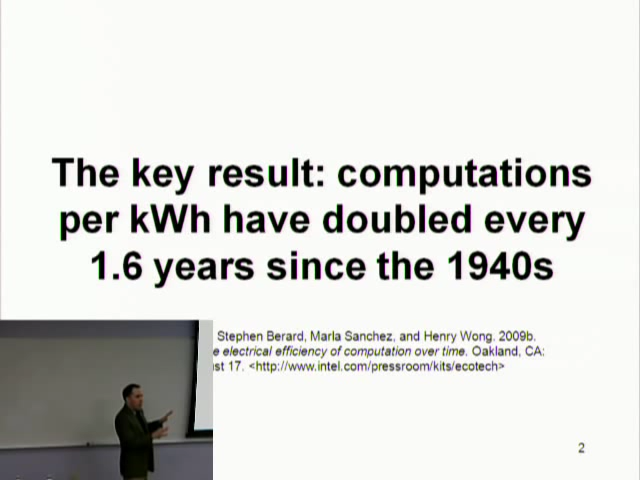 The key result: computations
per kWh have doubled every
1.6 years since the 1940s
Stephen Berard, Marla Sanchez, and Henry Wong. 2009b.
electrical efficiency of computation over time. Oakland, CA:
17. <http://www.intel.com/pressroom/kits/ecotech>
2